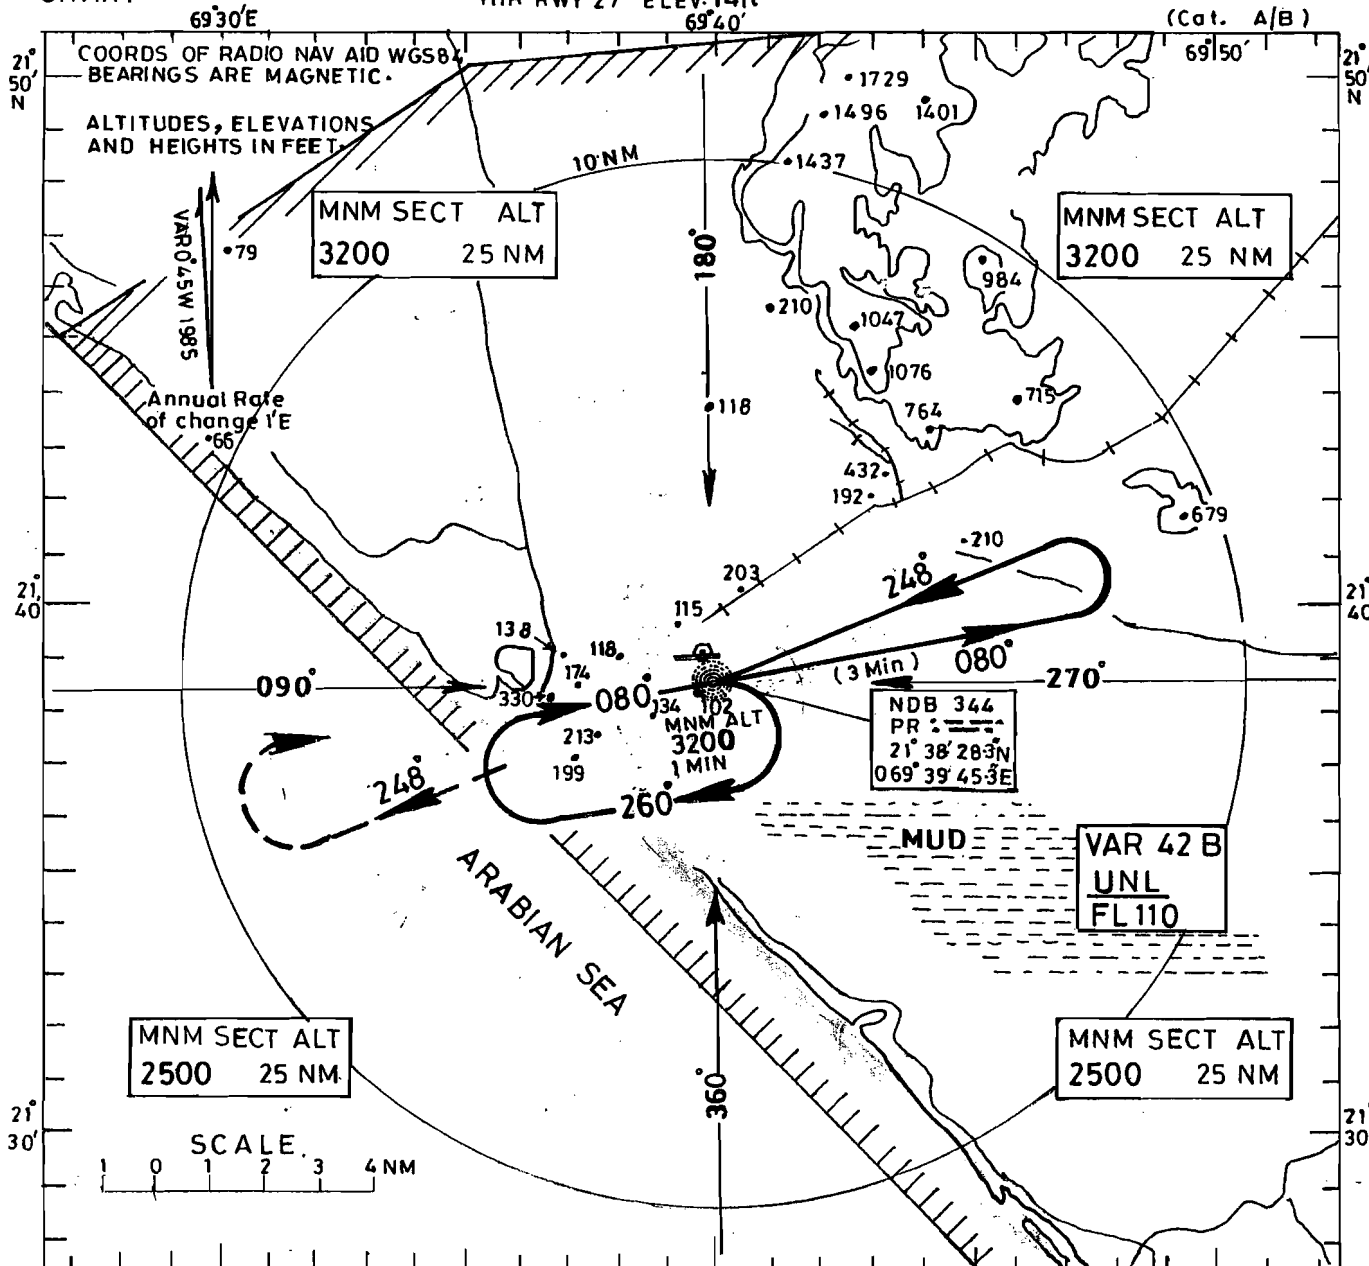 THR RWY 27 ELEV. 14ft
(Cat. A/B)
69°30'E
69°40'
69°50'
21°
50'
N
21°
50'
N
COORDS OF RADIO NAV AID WGS84
BEARINGS ARE MAGNETIC.
ALTITUDES, ELEVATIONS
AND HEIGHTS IN FEET.
VAR 0°45W 1985
Annual Rate
of change 1'E
79
66
10 NM
MNM SECT ALT
3200 25 NM
MNM SECT ALT
3200 25 NM
180°
1729
1496
1401
1437
984
210
1047
1076
715
764
118
432
192
679
210
203
115
248°
21°
40'
21°
40'
138
118
174
330
080°
134
102
(3 Min)
080°
090°
270°
213
199
MNM ALT
3200
1 MIN
260°
248°
NDB 344
PR
21° 38' 28.3"N
069° 39' 45.3"E
MUD
VAR 42 B
UNL
FL 110
ARABIAN SEA
360°
MNM SECT ALT
2500 25 NM
MNM SECT ALT
2500 25 NM
21°
30'
21°
30'
SCALE.
1 0 1 2 3 4 NM